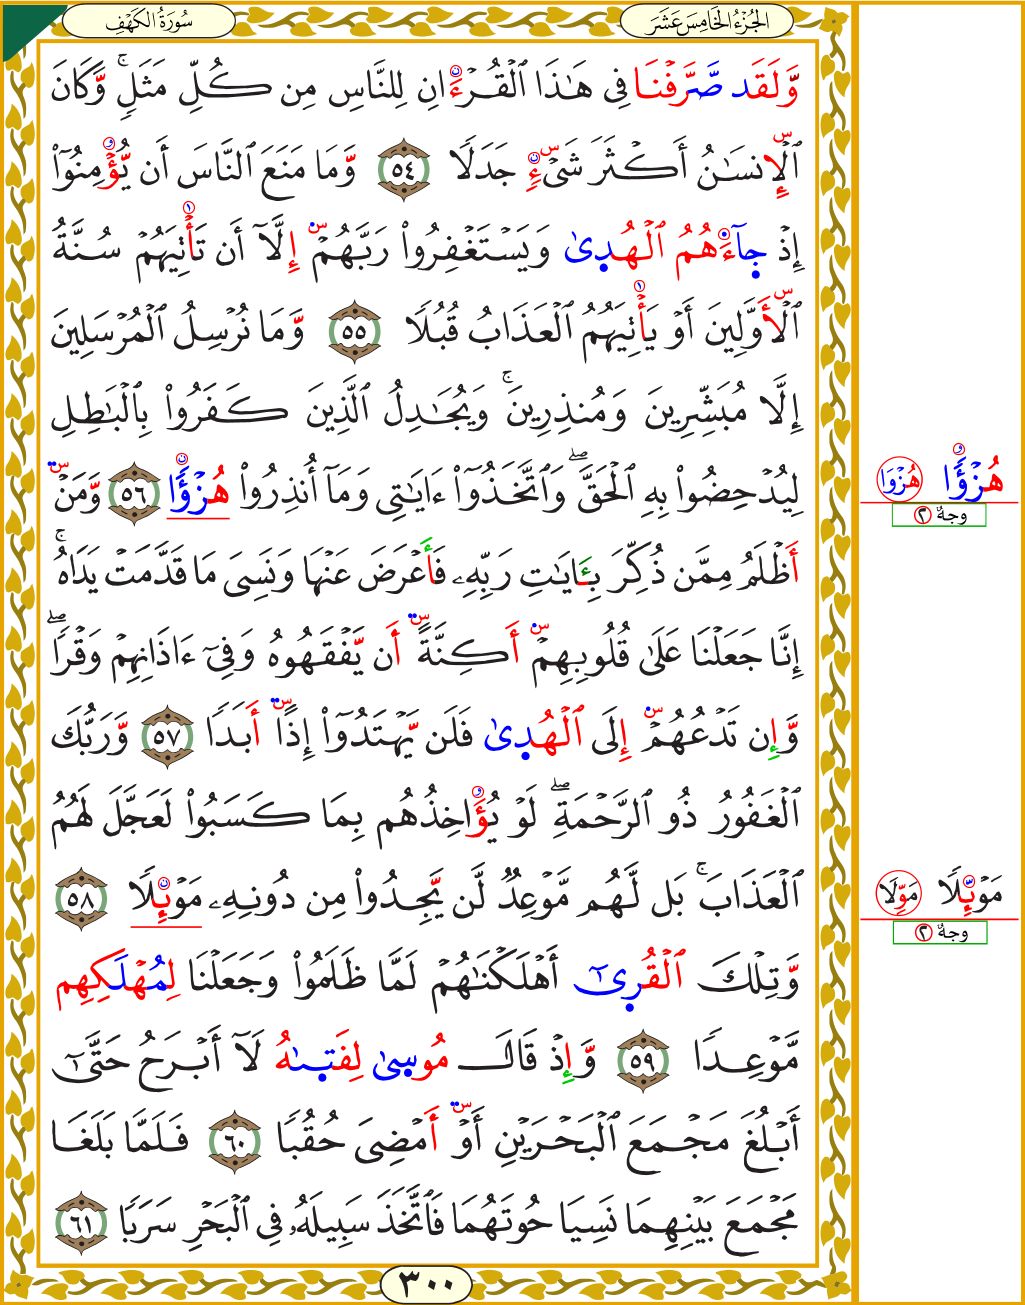 الجُزْءُ الخَامِسَ عَشَرَ
سُورَةُ الكَهْفِ
وَّلَقَد صَّرَّفْنَا فِي هَٰذَا ٱلْقُرْءَانِ لِلنَّاسِ مِن كُلِّ مَثَلٍۚ وَّكَانَ
ٱلْإِنسَٰنُ أَكْثَرَ شَىْءٍ جَدَلًا ٥٤ وَّمَا مَنَعَ ٱلنَّاسَ أَن يُّؤْمِنُوٓا۟
إِذْ جَآءَهُمُ ٱلْهُدِىٰ وَيَسْتَغْفِرُوا۟ رَبَّهُمْ إِلَّآ أَن تَأْتِيَهُمْ سُنَّةُ
ٱلْأَوَّلِينَ أَوْ يَأْتِيَهُمُ ٱلْعَذَابُ قُبُلًا ٥٥ وَّمَا نُرْسِلُ ٱلْمُرْسَلِينَ
إِلَّا مُبَشِّرِينَ وَمُنذِرِينَۚ وَيُجَٰدِلُ ٱلَّذِينَ كَفَرُوا۟ بِٱلْبَٰطِلِ
لِيُدْحِضُوا۟ بِهِ ٱلْحَقَّۖ وَٱتَّخَذُوٓا۟ ءَايَٰتِى وَمَآ أُنذِرُوا۟ هُزْؤًا ٥٦ وَّمَنْ
أَظْلَمُ مِمَّن ذُكِّرَ بِـَٔايَٰتِ رَبِّهِۦ فَأَعْرَضَ عَنْهَا وَنَسِىَ مَا قَدَّمَتْ يَدَاهُۚ
إِنَّا جَعَلْنَا عَلَىٰ قُلُوبِهِمْ أَكِنَّةً أَن يَّفْقَهُوهُ وَفِىٓ ءَاذَانِهِمْ وَقْرًاۖ
وَّإِن تَدْعُهُمْ إِلَى ٱلْهُدِىٰ فَلَن يَّهْتَدُوٓا۟ إِذًا أَبَدًا ٥٧ وَّرَبُّكَ
ٱلْغَفُورُ ذُو ٱلرَّحْمَةِۖ لَوْ يُؤَاخِذُهُم بِمَا كَسَبُوا۟ لَعَجَّلَ لَهُمُ
ٱلْعَذَابَۚ بَل لَّهُم مَّوْعِدٌ لَّن يَّجِدُوا۟ مِن دُونِهِۦ مَوْئِلًا ٥٨
وَّتِلْكَ ٱلْقُرِىٰٓ أَهْلَكْنَٰهُمْ لَمَّا ظَلَمُوا۟ وَجَعَلْنَا لِمُهْلَكِهِم
مَّوْعِدًا ٥٩ وَّإِذْ قَالَ مُوسِىٰ لِفَتِىٰهُ لَآ أَبْرَحُ حَتَّىٰٓ
أَبْلُغَ مَجْمَعَ ٱلْبَحْرَيْنِ أَوْ أَمْضِىَ حُقُبًا ٦٠ فَلَمَّا بَلَغَا
مَجْمَعَ بَيْنِهِمَا نَسِيَا حُوتَهُمَا فَٱتَّخَذَ سَبِيلَهُۥ فِى ٱلْبَحْرِ سَرَبًا ٦١
٣٠٠
هُزْؤًا هُزْوَا
وجهٌ ٢
مَوْئِلًا مَوِّلَا
وجهٌ ٢